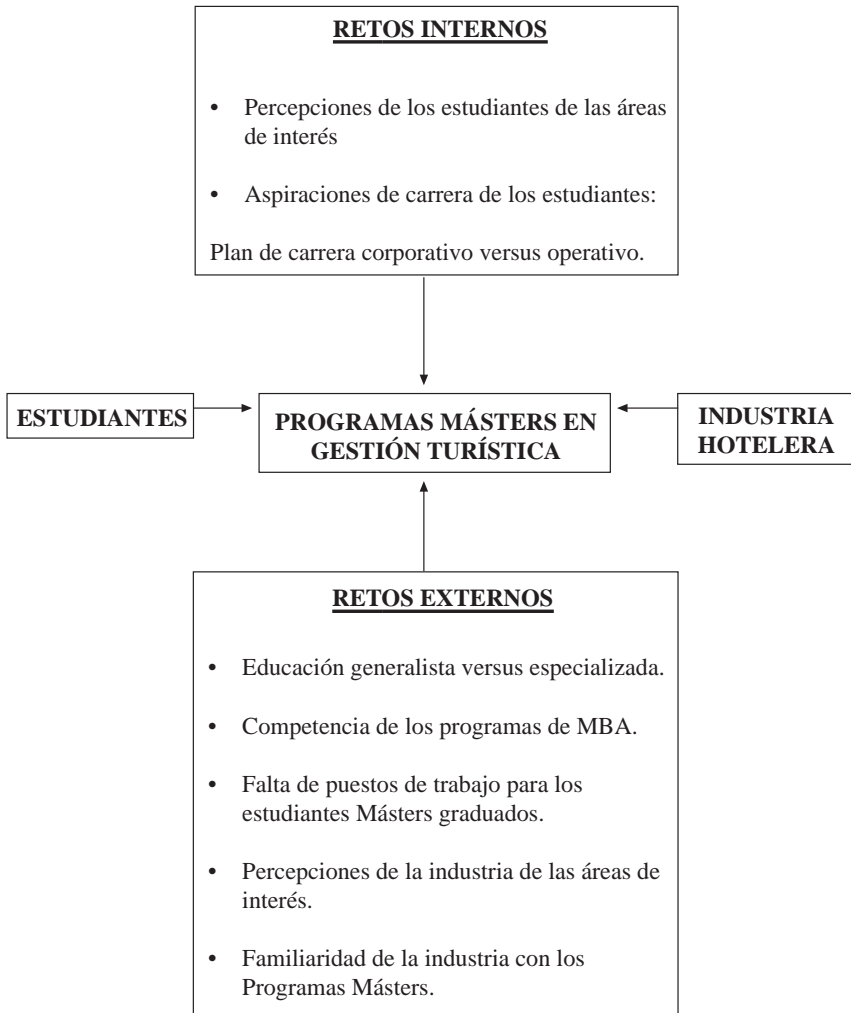 RETOS INTERNOS
• Percepciones de los estudiantes de las áreas
de interés
• Aspiraciones de carrera de los estudiantes:
Plan de carrera corporativo versus operativo.
ESTUDIANTES
PROGRAMAS MÁSTERS EN
GESTIÓN TURÍSTICA
INDUSTRIA
HOTELERA
RETOS EXTERNOS
• Educación generalista versus especializada.
• Competencia de los programas de MBA.
• Falta de puestos de trabajo para los
estudiantes Másters graduados.
• Percepciones de la industria de las áreas de
interés.
• Familiaridad de la industria con los
Programas Másters.